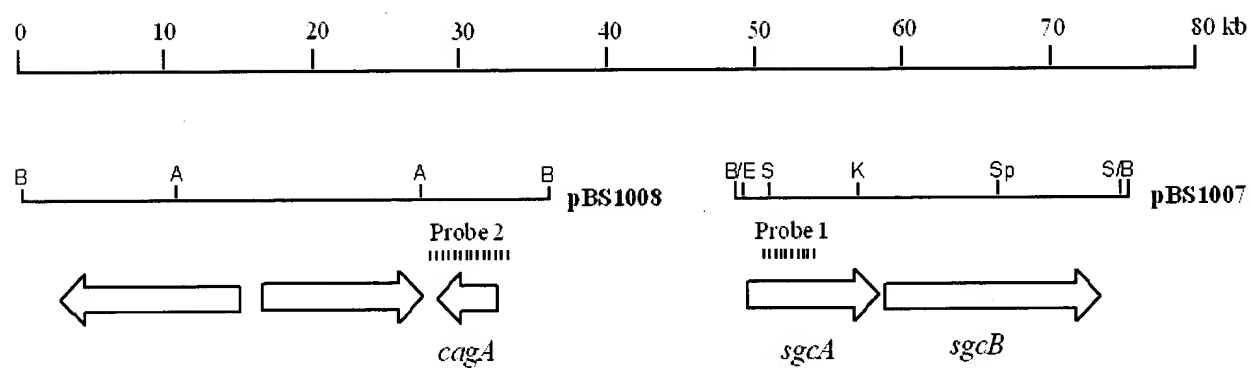 0 10 20 30 40 50 60 70 80 kb
B A A B pBS1008
B/E S K Sp S/B pBS1007
Probe 2 Probe 1
cagA sgcA sgcB